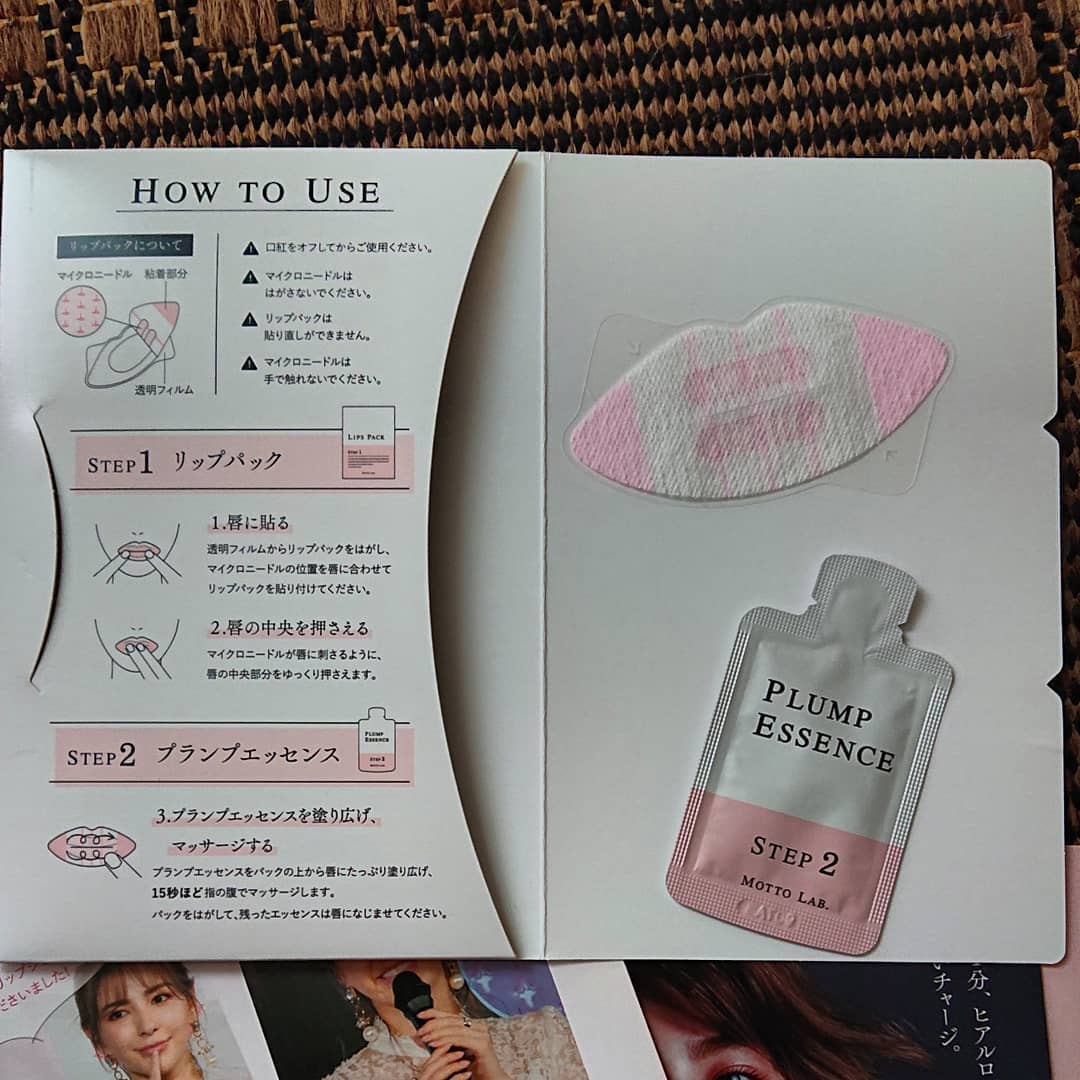 HOW TO USE
リップパックについて
マイクロニードル 粘着部分
透明フィルム
口紅をオフしてからご使用ください。
マイクロニードルは
はがさないでください。
リップパックは
貼り直しができません。
マイクロニードルは
手で触れないでください。
STEP1 リップパック
LIPS PACK
STEP 1
1.唇に貼る
透明フィルムからリップパックをはがし、
マイクロニードルの位置を唇に合わせて
リップパックを貼り付けてください。
2.唇の中央を押さえる
マイクロニードルが唇に刺さるように、
唇の中央部分をゆっくり押さえます。
STEP2 プランプエッセンス
PLUMP
ESSENCE
STEP 2
3.プランプエッセンスを塗り広げ、
マッサージする
プランプエッセンスをパックの上から唇にたっぷり塗り広げ、
15秒ほど指の腹でマッサージします。
パックをはがして、残ったエッセンスは唇になじませてください。
PLUMP
ESSENCE
STEP 2
MOTTO LAB.
ださいました!
分、ヒアルロ
チャージ。